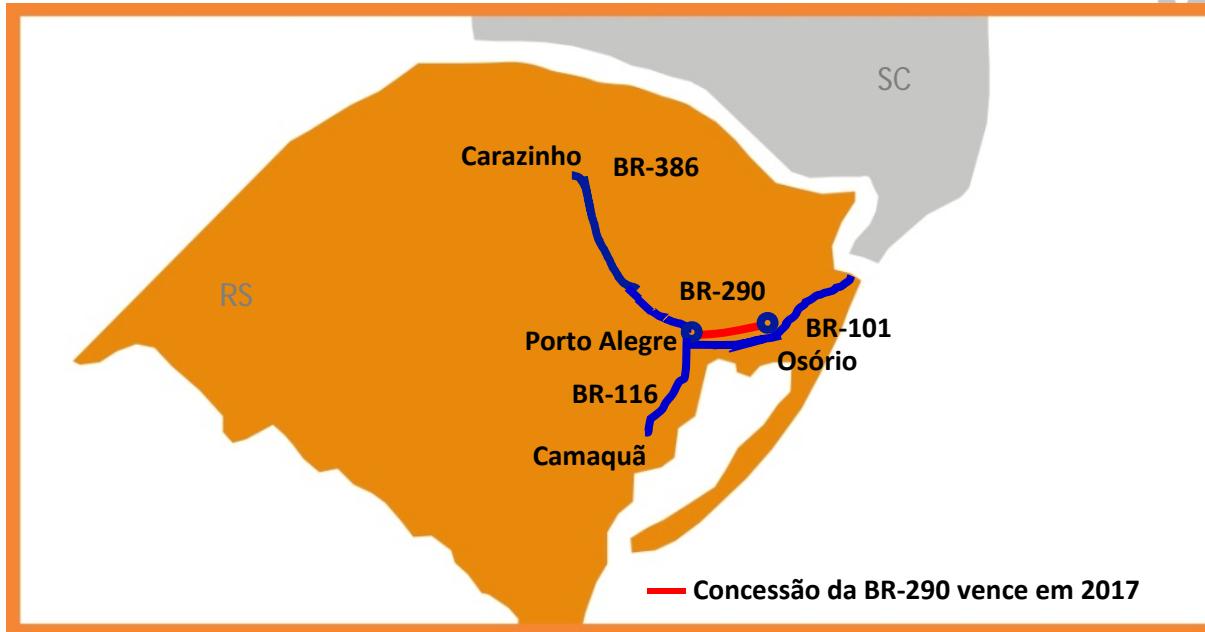 SC
Carazinho
BR-386
RS
BR-290
BR-101
Porto Alegre
Osório
BR-116
Camaquã
Concessão da BR-290 vence em 2017